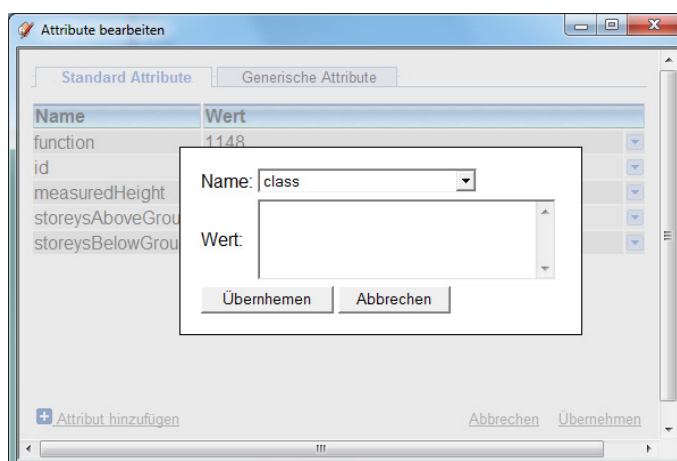 Attribute bearbeiten
Standard Attribute
Generische Attribute
Name Wert
function 1148
id
measuredHeight
storeysAboveGrou
storeysBelowGrou
Name: class
Wert:
Übernhemen Abbrechen
Attribut hinzufügen
Abbrechen Übernehmen